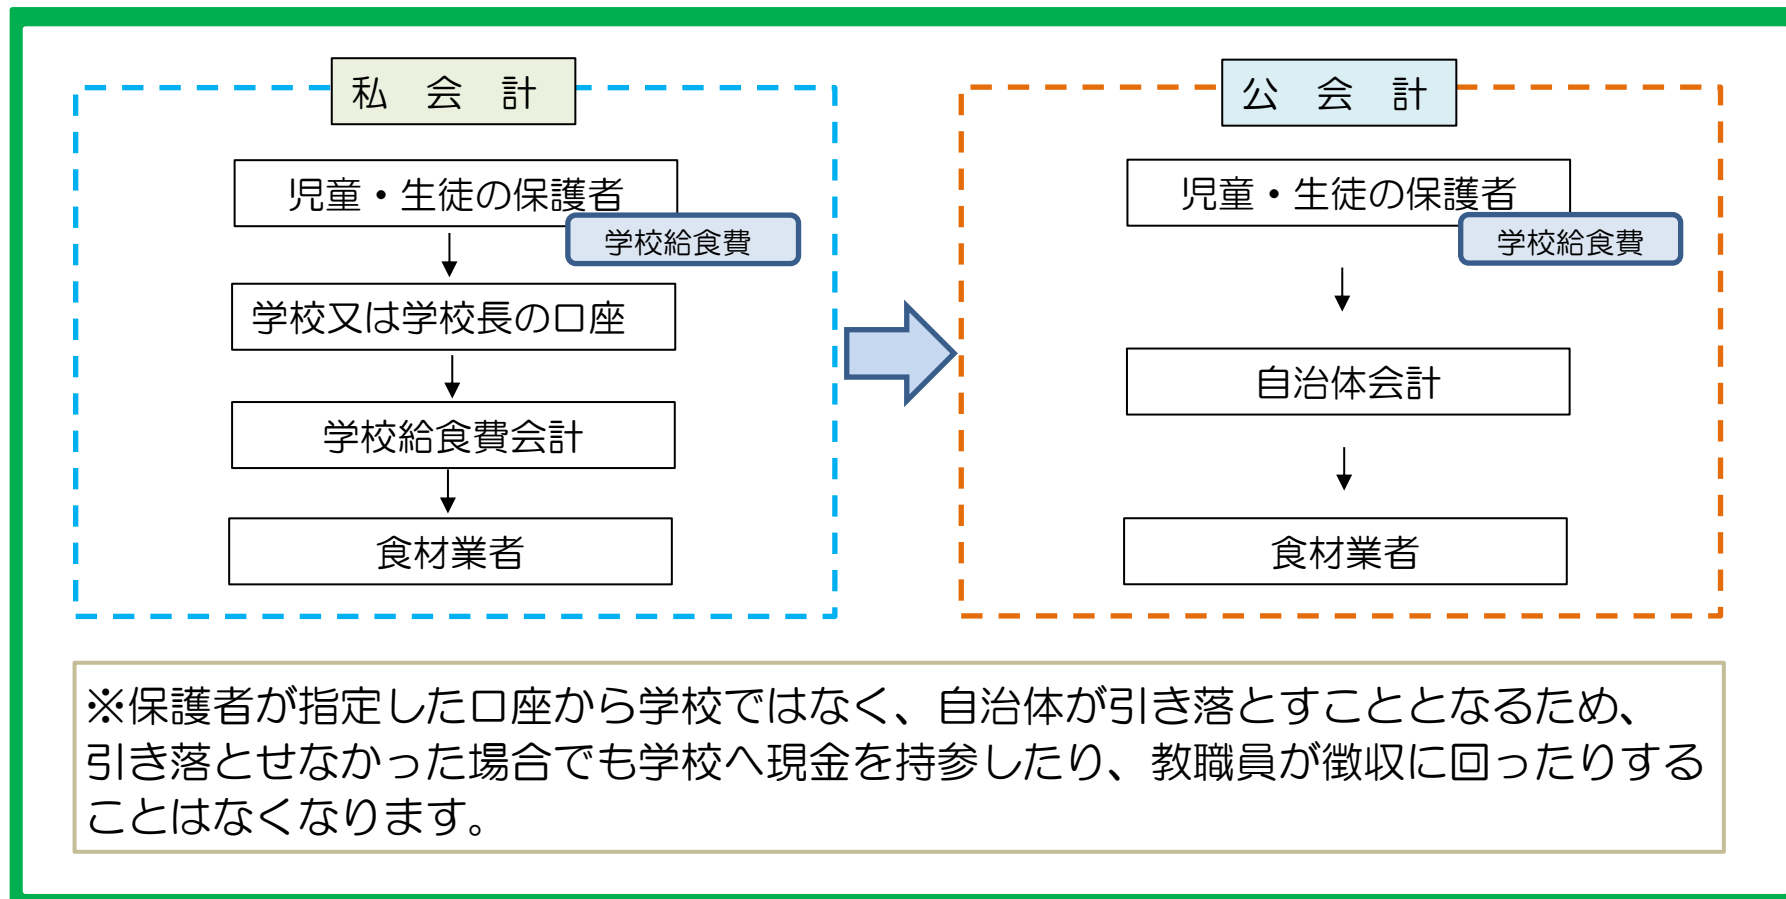 私 会 計
児童・生徒の保護者
学校給食費
学校又は学校長の口座
学校給食費会計
食材業者
公 会 計
児童・生徒の保護者
学校給食費
自治体会計
食材業者
※保護者が指定した口座から学校ではなく、自治体が引き落とすこととなるため、
引き落とせなかった場合でも学校へ現金を持参したり、教職員が徴収に回ったりする
ことはなくなります。